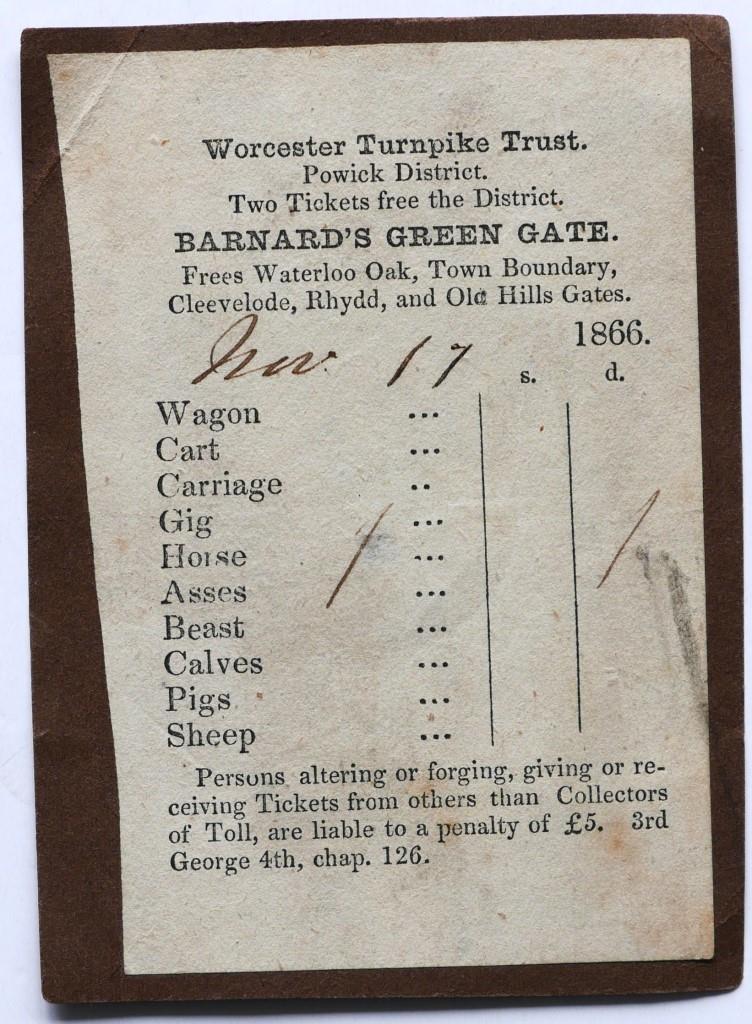 Worcester Turnpike Trust.
Powick District.
Two Tickets free the District.
BARNARD'S GREEN GATE.
Frees Waterloo Oak, Town Boundary,
Cleevelode, Rhydd, and Old Hills Gates.
1866.
Nov. 17
s. d.
Wagon ...
Cart ...
Carriage ..
Gig ...
Horse 1 ... 1
Asses ...
Beast ...
Calves ...
Pigs ...
Sheep ...
Persons altering or forging, giving or re-
ceiving Tickets from others than Collectors
of Toll, are liable to a penalty of £5. 3rd
George 4th, chap. 126.